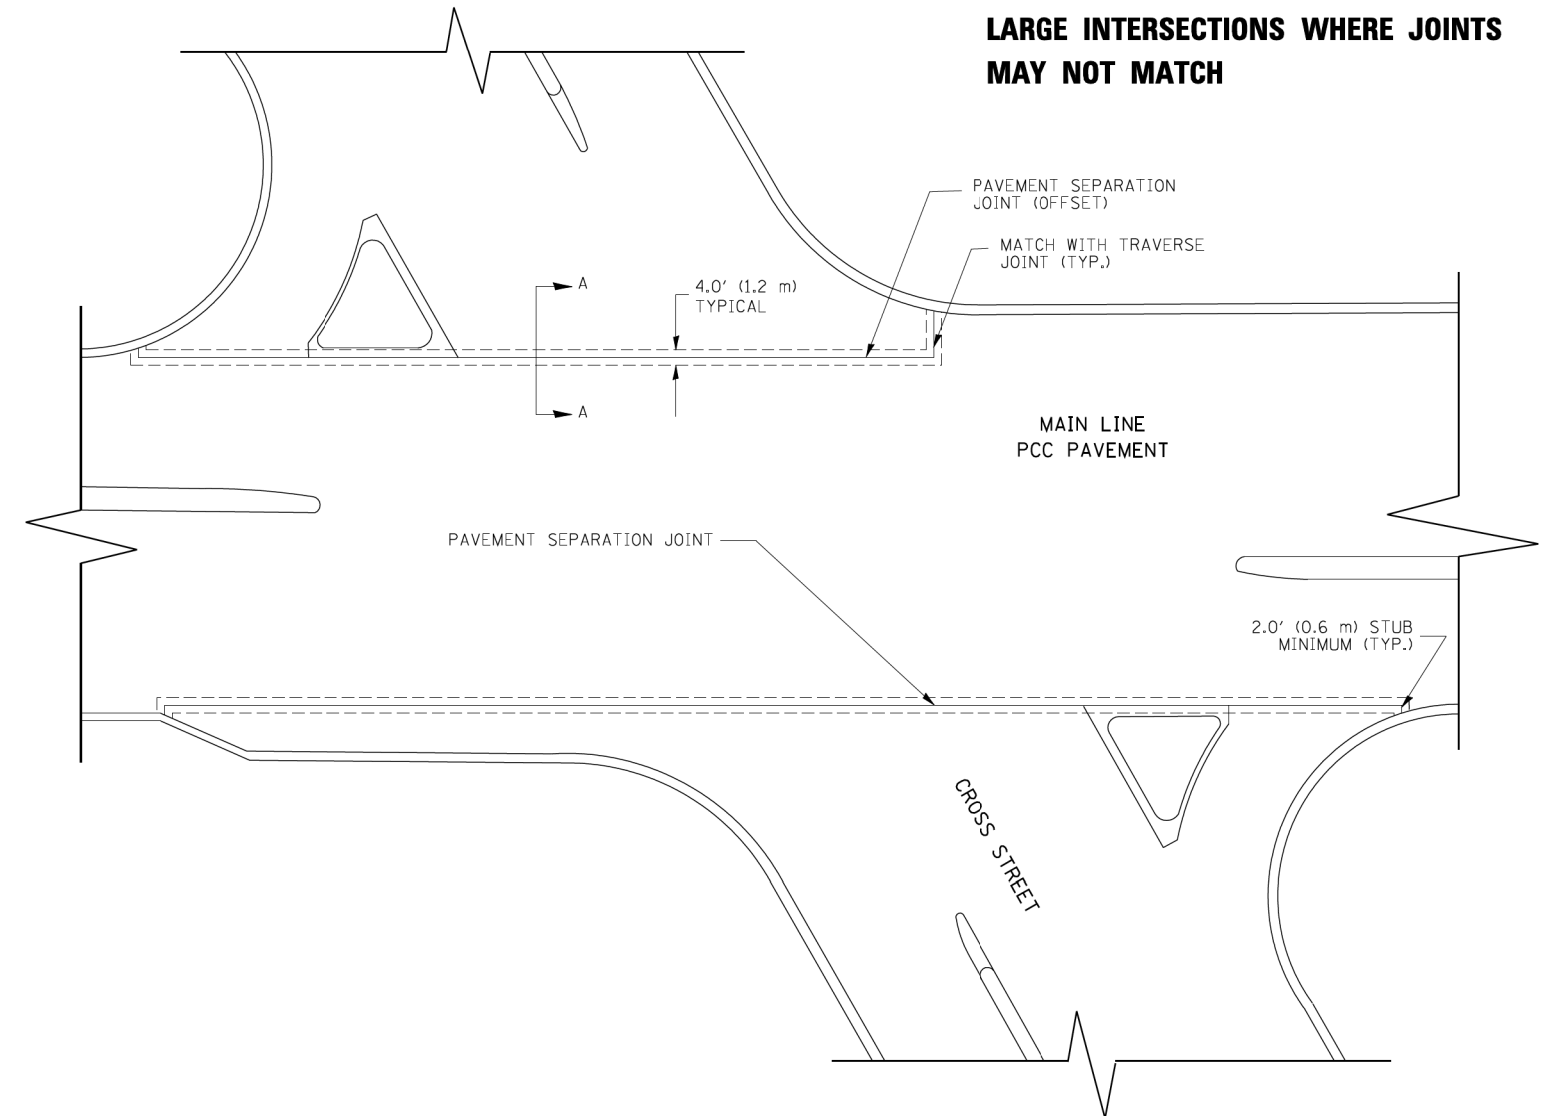 LARGE INTERSECTIONS WHERE JOINTS
MAY NOT MATCH
PAVEMENT SEPARATION
JOINT (OFFSET)
MATCH WITH TRAVERSE
JOINT (TYP.)
A
4.0' (1.2 m)
TYPICAL
A
MAIN LINE
PCC PAVEMENT
PAVEMENT SEPARATION JOINT
2.0' (0.6 m) STUB
MINIMUM (TYP.)
CROSS STREET